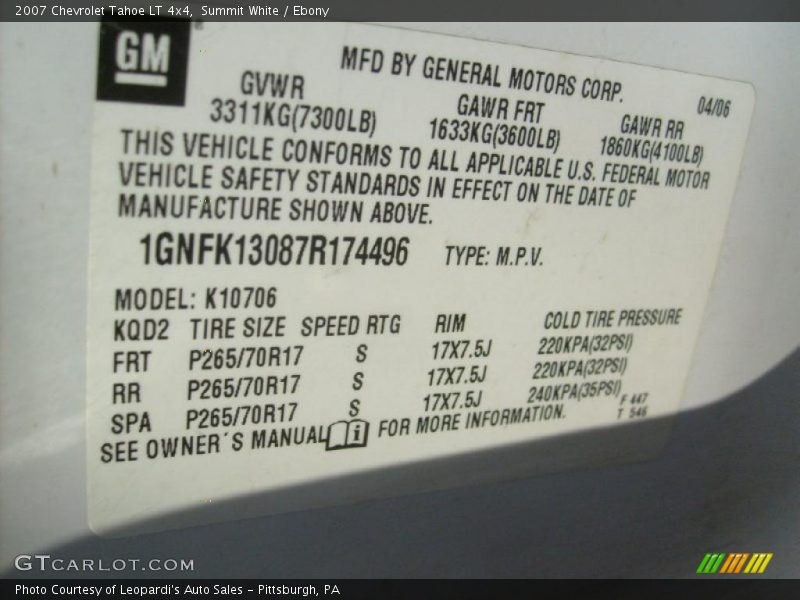 2007 Chevrolet Tahoe LT 4x4, Summit White / Ebony
GM
MFD BY GENERAL MOTORS CORP.
04/06
GVWR GAWR FRT GAWR RR
3311KG(7300LB) 1633KG(3600LB) 1860KG(4100LB)
THIS VEHICLE CONFORMS TO ALL APPLICABLE U.S. FEDERAL MOTOR
VEHICLE SAFETY STANDARDS IN EFFECT ON THE DATE OF
MANUFACTURE SHOWN ABOVE.
1GNFK13087R174496 TYPE: M.P.V.
MODEL: K10706
KQD2 TIRE SIZE SPEED RTG RIM COLD TIRE PRESSURE
FRT P265/70R17 S 17X7.5J 220KPA(32PSI)
RR P265/70R17 S 17X7.5J 220KPA(32PSI)
SPA P265/70R17 S 17X7.5J 240KPA(35PSI)
F 447
T 546
SEE OWNER´S MANUAL i FOR MORE INFORMATION.
GTCARLOT.COM
Photo Courtesy of Leopardi's Auto Sales - Pittsburgh, PA